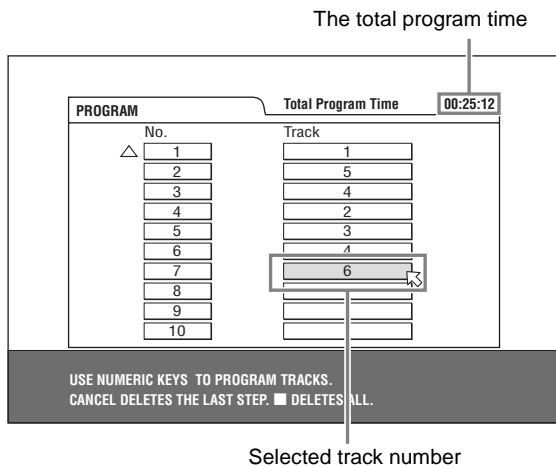 The total program time
PROGRAM Total Program Time 00:25:12
No. Track
1 1
2 5
3 4
4 2
5 3
6 4
7 6
8
9
10
USE NUMERIC KEYS TO PROGRAM TRACKS.
CANCEL DELETES THE LAST STEP. ■ DELETES ALL.
Selected track number